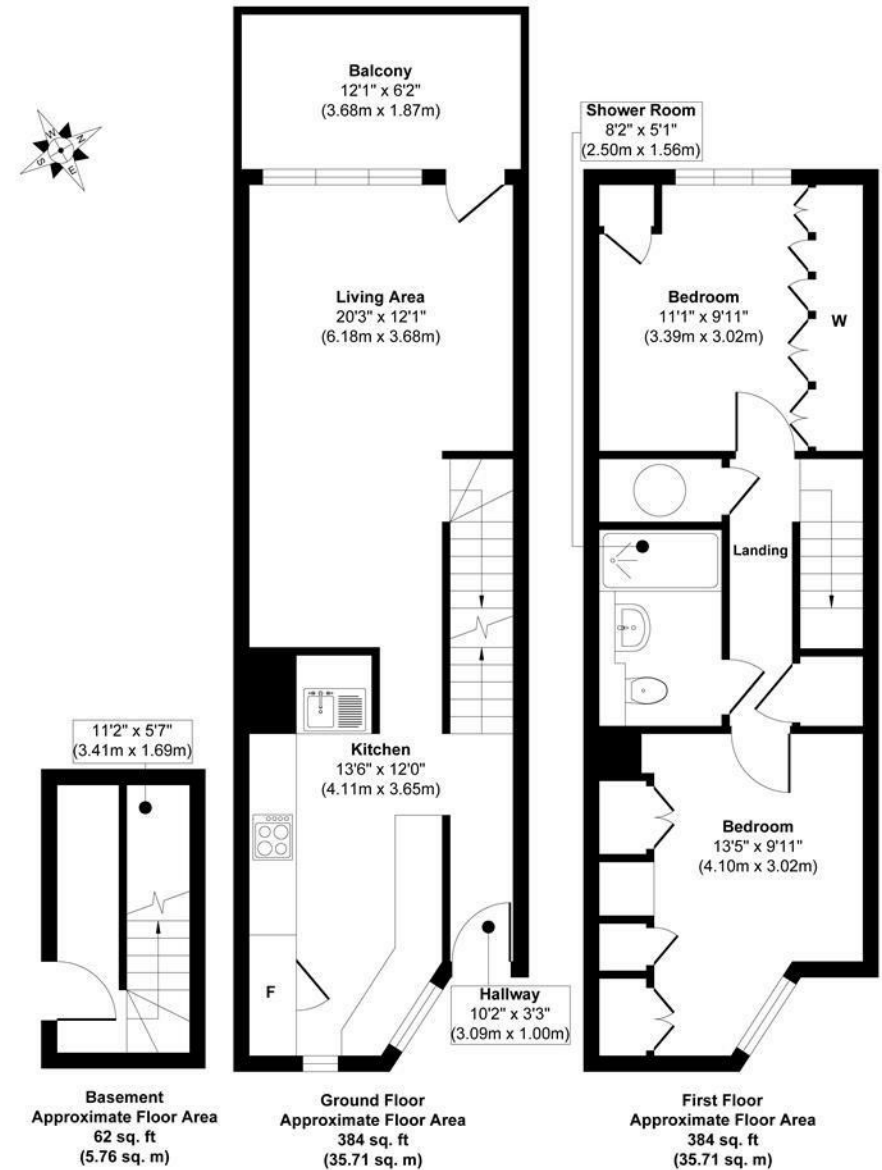 Balcony
12'1" x 6'2"
(3.68m x 1.87m)
W
N
S
E
Shower Room
8'2" x 5'1"
(2.50m x 1.56m)
Living Area
20'3" x 12'1"
(6.18m x 3.68m)
Bedroom
11'1" x 9'11"
(3.39m x 3.02m)
W
Landing
11'2" x 5'7"
(3.41m x 1.69m)
Kitchen
13'6" x 12'0"
(4.11m x 3.65m)
Bedroom
13'5" x 9'11"
(4.10m x 3.02m)
F
Hallway
10'2" x 3'3"
(3.09m x 1.00m)
Basement
Approximate Floor Area
62 sq. ft
(5.76 sq. m)
Ground Floor
Approximate Floor Area
384 sq. ft
(35.71 sq. m)
First Floor
Approximate Floor Area
384 sq. ft
(35.71 sq. m)